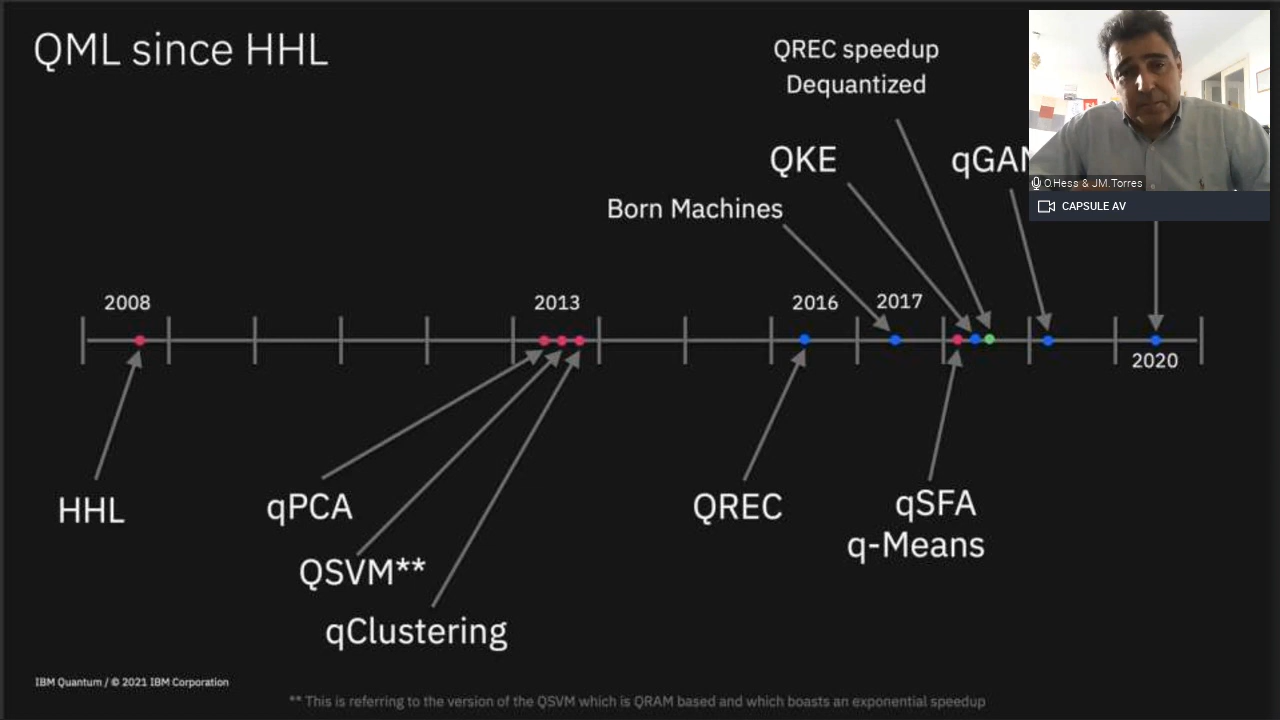 QML since HHL
QREC speedup
Dequantized
QKE
Born Machines
O.Hess & J M.Torres
CAPSULE AV
2008
2013
2016
2017
2020
HHL
qPCA
QSVM**
qClustering
QREC
qSFA
q-Means
IBM Quantum / © 2021 IBM Corporation
** This is referring to the version of the QSVM which is QRAM based and which boasts an exponential speedup